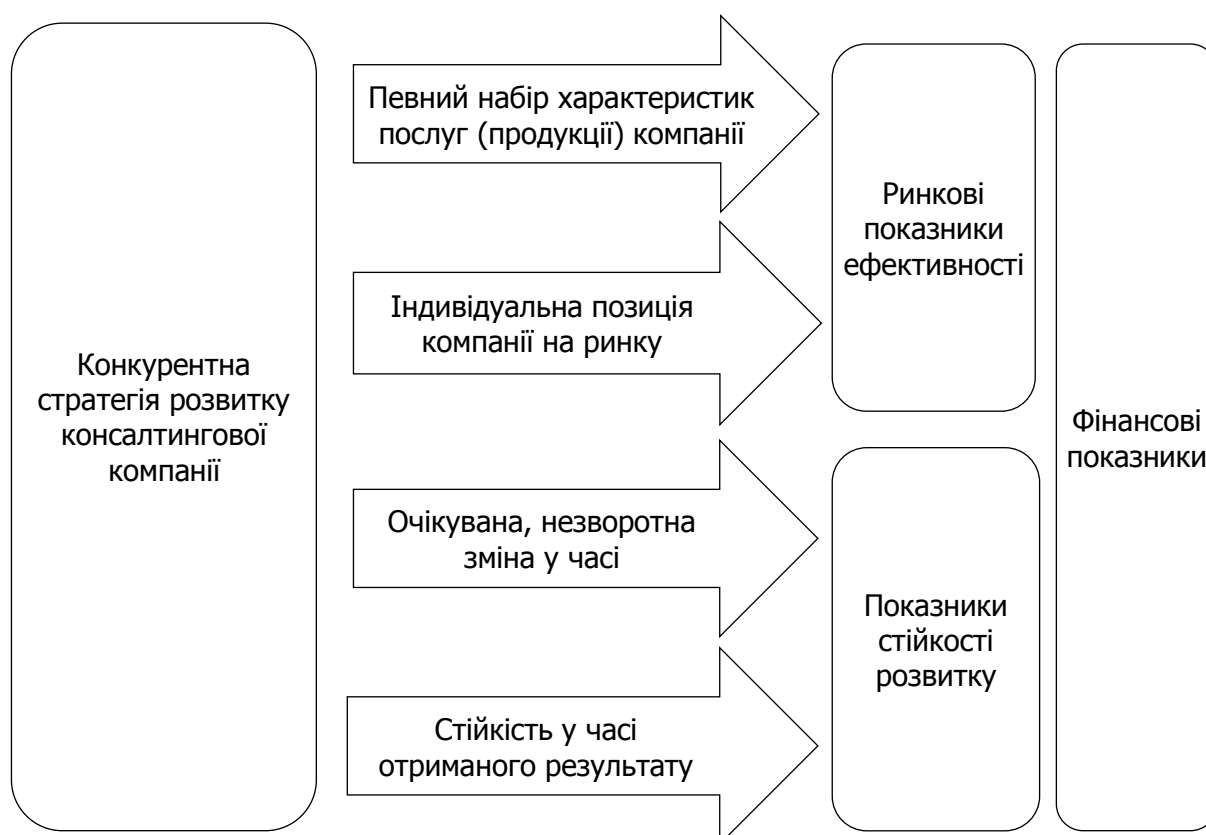 Конкурентна
стратегія розвитку
консалтингової
компанії
Певний набір характеристик
послуг (продукції) компанії
Індивідуальна позиція
компанії на ринку
Очікувана, незворотна
зміна у часі
Стійкість у часі
отриманого результату
Ринкові
показники
ефективності
Показники
стійкості
розвитку
Фінансові
показники